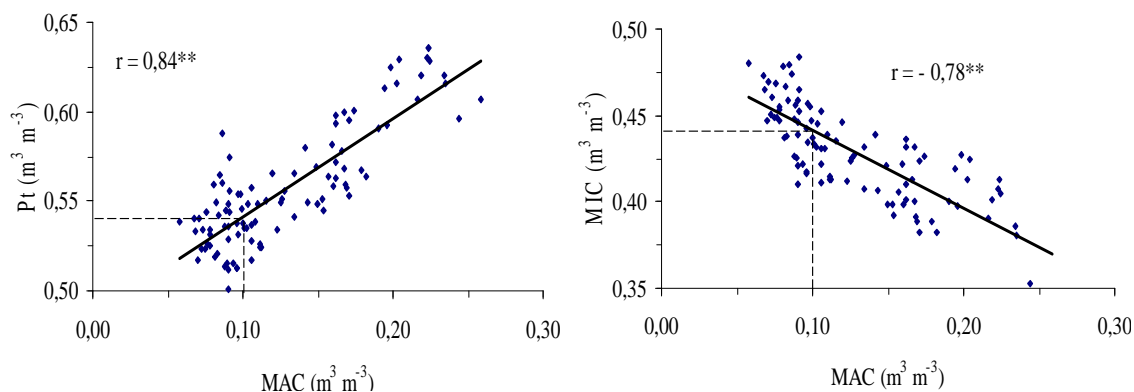 0,65
r = 0,84**
0,60
0,55
0,50
Pt (m³ m⁻³)
0,00 0,10 0,20 0,30
MAC (m³ m⁻³)
0,50
r = - 0,78**
0,45
0,40
0,35
MIC (m³ m⁻³)
0,00 0,10 0,20 0,30
MAC (m³ m⁻³)